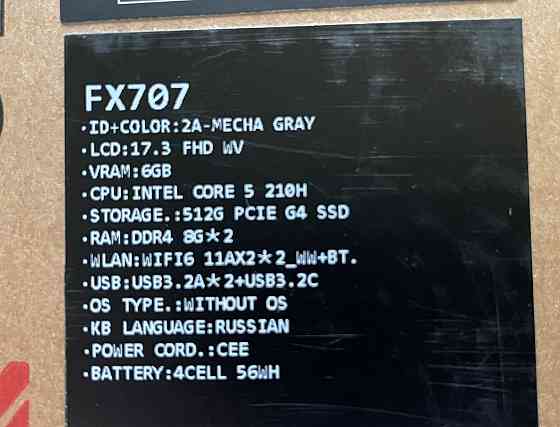 FX707
·ID+COLOR:2A-MECHA GRAY
·LCD:17.3 FHD WV
·VRAM:6GB
·CPU:INTEL CORE 5 210H
·STORAGE.:512G PCIE G4 SSD
·RAM:DDR4 8G*2
·WLAN:WIFI6 11AX2*2_WW+BT.
·USB:USB3.2A*2+USB3.2C
·OS TYPE.:WITHOUT OS
·KB LANGUAGE:RUSSIAN
·POWER CORD.:CEE
·BATTERY:4CELL 56WH